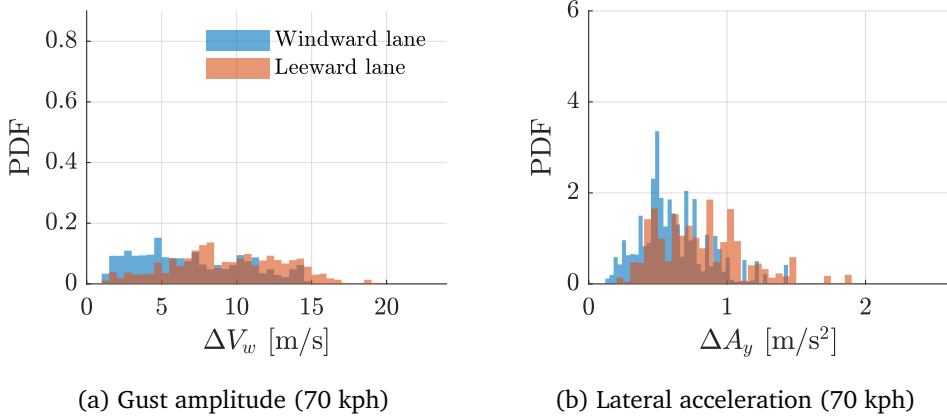 0.8
0.6
0.4
0.2
0
PDF
0 5 10 15 20
ΔV_w [m/s]
Windward lane
Leeward lane
(a) Gust amplitude (70 kph)
6
4
2
0
PDF
0 1 2
ΔA_y [m/s²]
(b) Lateral acceleration (70 kph)